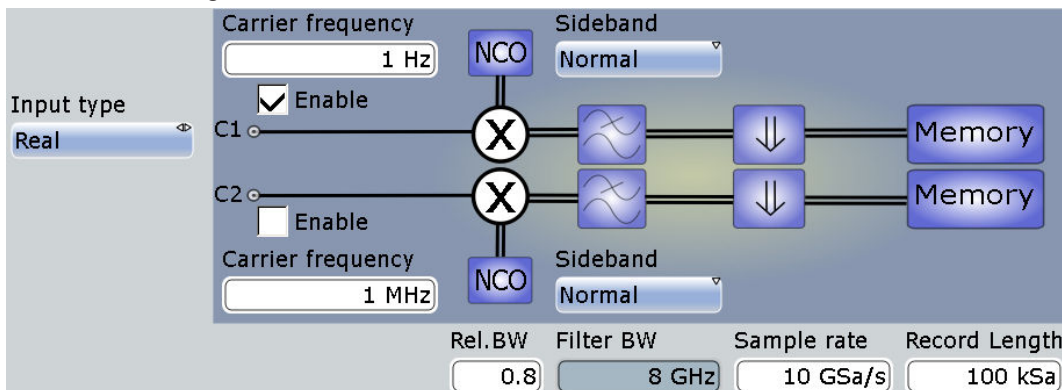 Carrier frequency
Sideband
1 Hz
NCO
Normal
Input type
Enable
Real
C1
X
Memory
C2
X
Memory
Enable
Carrier frequency
Sideband
1 MHz
NCO
Normal
Rel.BW
Filter BW
Sample rate
Record Length
0.8
8 GHz
10 GSa/s
100 kSa